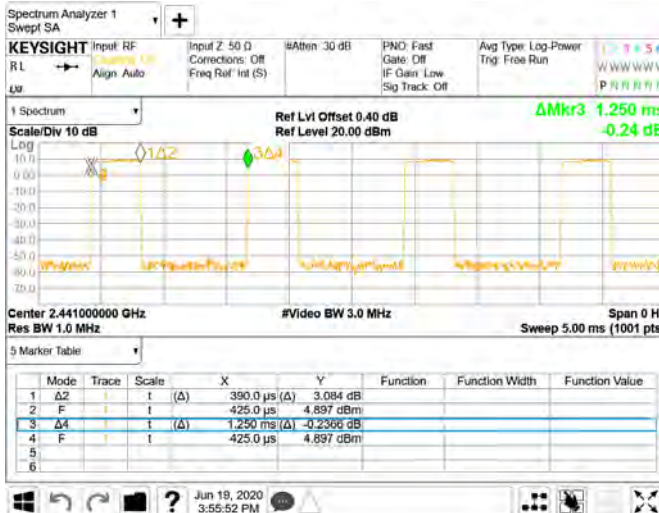 Spectrum Analyzer 1
Swept SA
+
KEYSIGHT Input: RF Input Z: 50 Ω #Atten: 30 dB PNO: Fast Avg Type: Log-Power
RL Corrections: Off Gate: Off Trig: Free Run
Align: Auto Freq Ref: Int (S) IF Gain: Low
Sig Track: Off
1 Spectrum
Ref Lvl Offset 0.40 dB ΔMkr3 1.250 ms
Scale/Div 10 dB Ref Level 20.00 dBm -0.24 dB
Log
10.0
0.00
-10.0
-20.0
-30.0
-40.0
-50.0
-60.0
-70.0
1Δ2
3Δ4
Center 2.441000000 GHz #Video BW 3.0 MHz Span 0 H
Res BW 1.0 MHz Sweep 5.00 ms (1001 pts
5 Marker Table
Mode Trace Scale X Y Function Function Width Function Value
1 Δ2 1 t (Δ) 390.0 µs (Δ) 3.084 dB
2 F 1 t 425.0 µs 4.897 dBm
3 Δ4 1 t (Δ) 1.250 ms (Δ) -0.2366 dB
4 F 1 t 425.0 µs 4.897 dBm
5
6
? Jun 19, 2020
3:55:52 PM